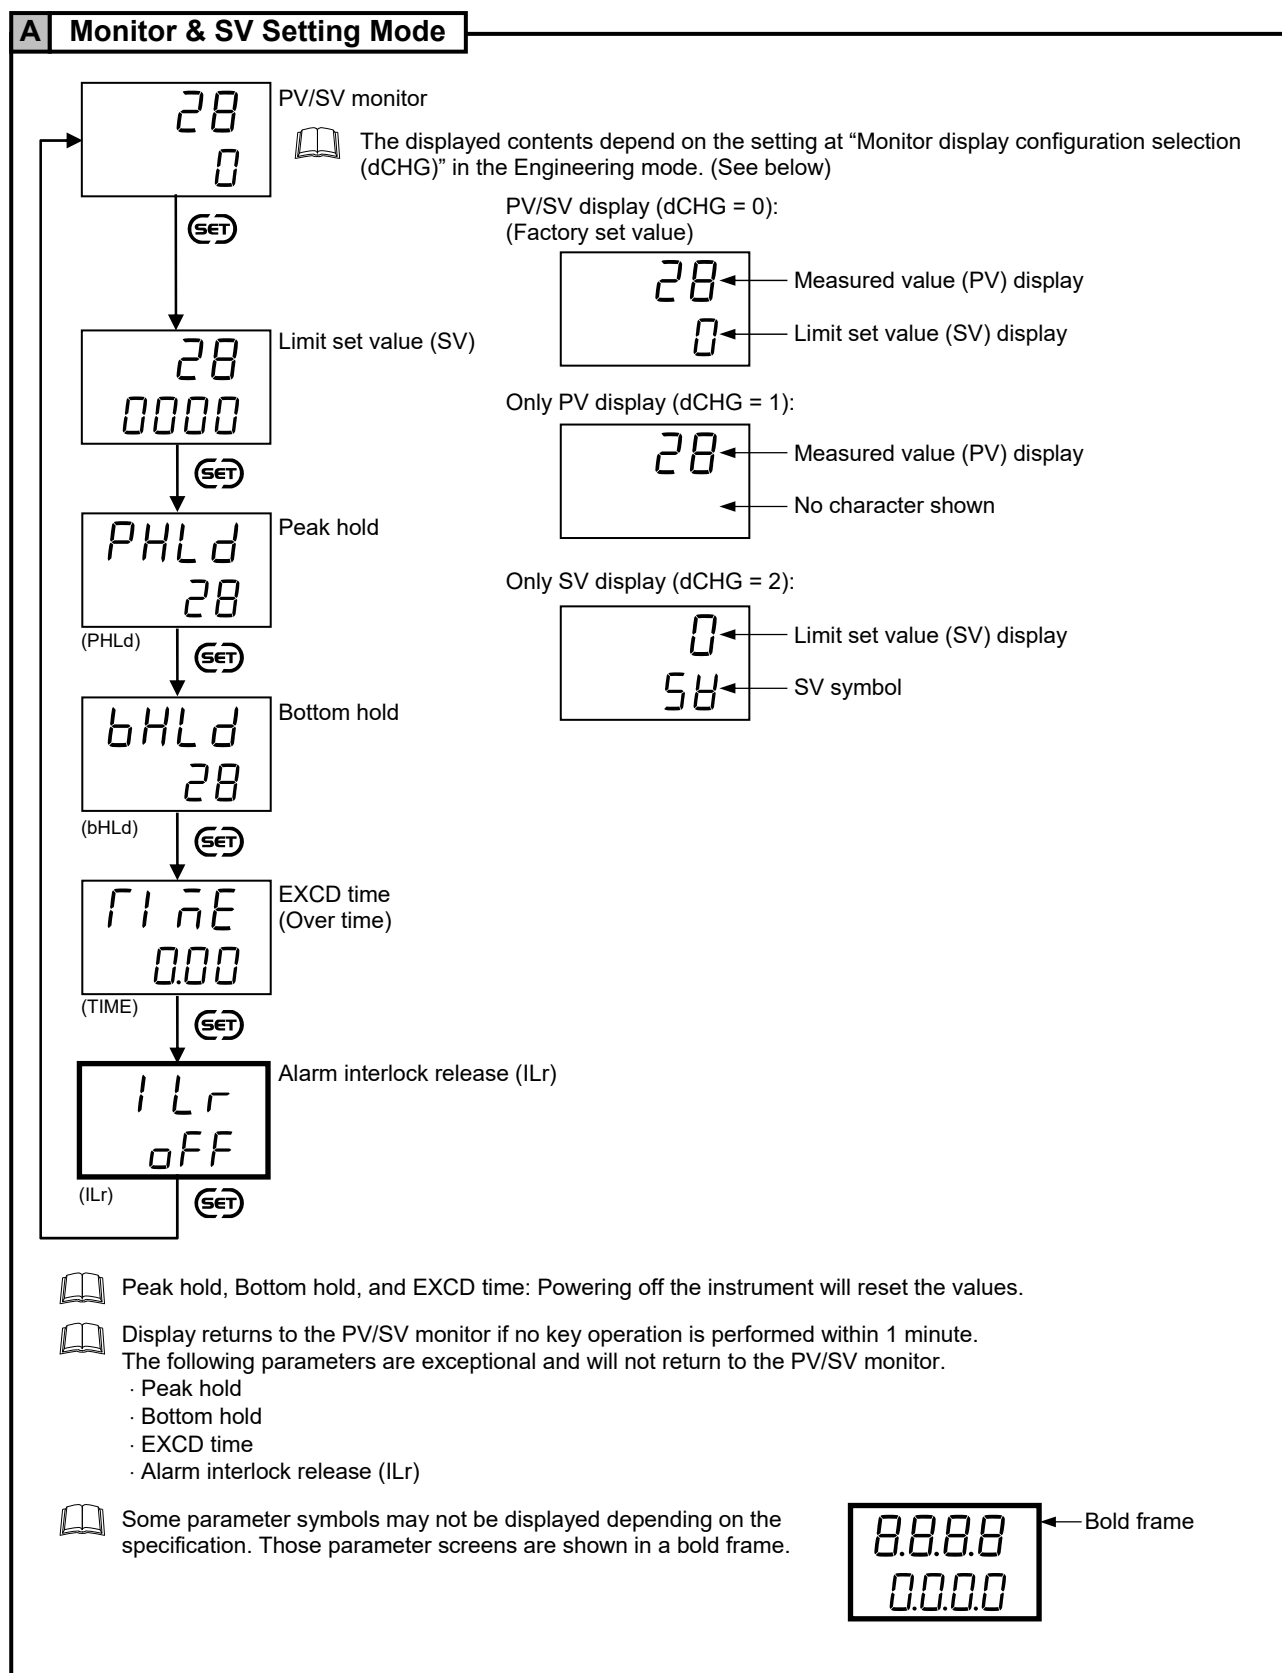 A Monitor & SV Setting Mode
28
0
PV/SV monitor
The displayed contents depend on the setting at “Monitor display configuration selection
(dCHG)” in the Engineering mode. (See below)
SET
PV/SV display (dCHG = 0):
(Factory set value)
28
0
Measured value (PV) display
Limit set value (SV) display
28
0000
Limit set value (SV)
SET
Only PV display (dCHG = 1):
28
Measured value (PV) display
No character shown
PHLd
28
Peak hold
(PHLd)
SET
Only SV display (dCHG = 2):
0
SV
Limit set value (SV) display
SV symbol
bHLd
28
Bottom hold
(bHLd)
SET
TIME
0.00
EXCD time
(Over time)
(TIME)
SET
ILr
oFF
Alarm interlock release (ILr)
(ILr)
SET
Peak hold, Bottom hold, and EXCD time: Powering off the instrument will reset the values.
Display returns to the PV/SV monitor if no key operation is performed within 1 minute.
The following parameters are exceptional and will not return to the PV/SV monitor.
· Peak hold
· Bottom hold
· EXCD time
· Alarm interlock release (ILr)
Some parameter symbols may not be displayed depending on the
specification. Those parameter screens are shown in a bold frame.
8.8.8.8
0.0.0.0
Bold frame